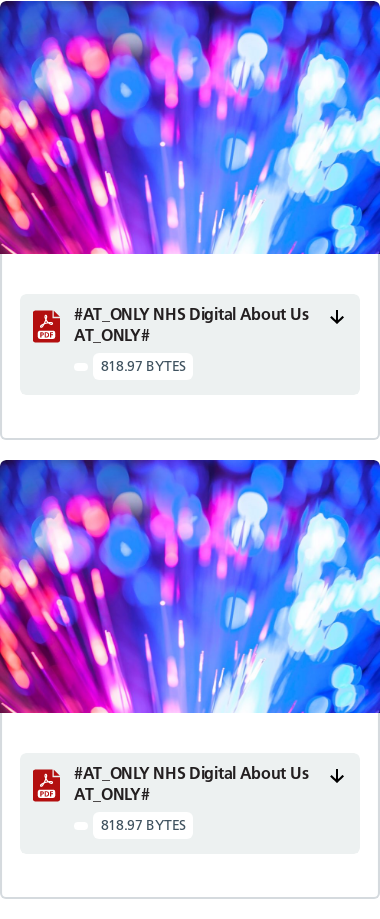 #AT_ONLY NHS Digital About Us
AT_ONLY#
PDF
818.97 BYTES
#AT_ONLY NHS Digital About Us
AT_ONLY#
PDF
818.97 BYTES